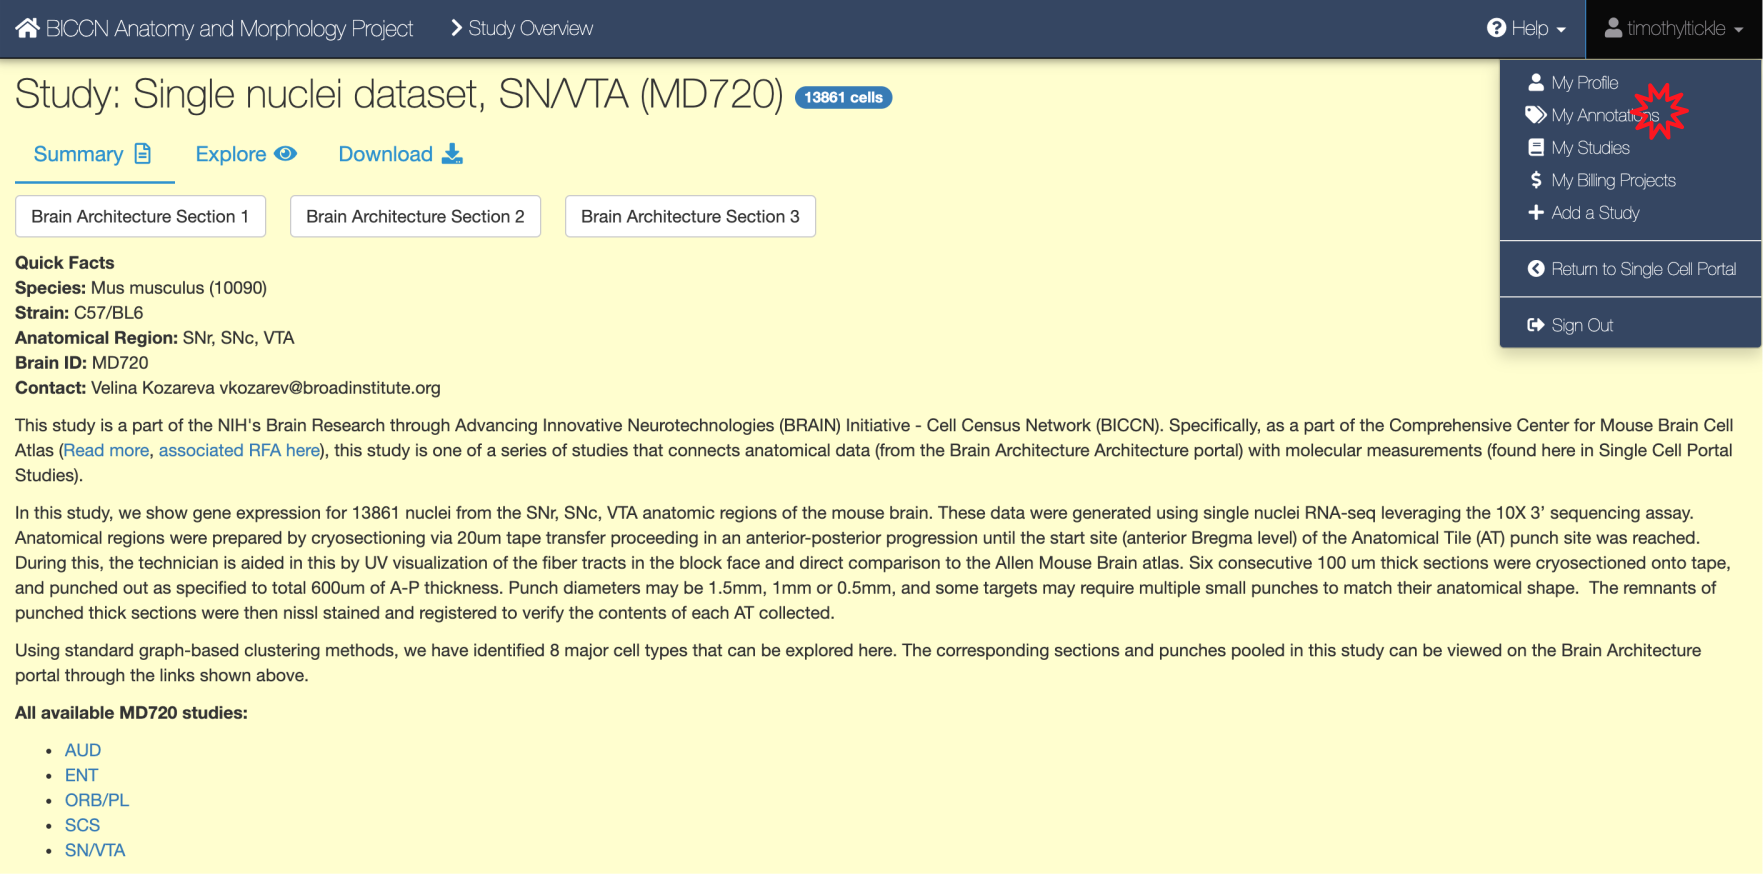 BICCN Anatomy and Morphology Project
Study Overview
Help
timothyltickle
Study: Single nuclei dataset, SN/VTA (MD720) 13861 cells
My Profile
My Annotations
My Studies
My Billing Projects
Add a Study
Return to Single Cell Portal
Sign Out
Summary
Explore
Download
Brain Architecture Section 1
Brain Architecture Section 2
Brain Architecture Section 3
Quick Facts
Species: Mus musculus (10090)
Strain: C57/BL6
Anatomical Region: SNr, SNc, VTA
Brain ID: MD720
Contact: Velina Kozareva vkozarev@broadinstitute.org
This study is a part of the NIH's Brain Research through Advancing Innovative Neurotechnologies (BRAIN) Initiative - Cell Census Network (BICCN). Specifically, as a part of the Comprehensive Center for Mouse Brain Cell
Atlas (Read more, associated RFA here), this study is one of a series of studies that connects anatomical data (from the Brain Architecture Architecture portal) with molecular measurements (found here in Single Cell Portal
Studies).
In this study, we show gene expression for 13861 nuclei from the SNr, SNc, VTA anatomic regions of the mouse brain. These data were generated using single nuclei RNA-seq leveraging the 10X 3’ sequencing assay.
Anatomical regions were prepared by cryosectioning via 20um tape transfer proceeding in an anterior-posterior progression until the start site (anterior Bregma level) of the Anatomical Tile (AT) punch site was reached.
During this, the technician is aided in this by UV visualization of the fiber tracts in the block face and direct comparison to the Allen Mouse Brain atlas. Six consecutive 100 um thick sections were cryosectioned onto tape,
and punched out as specified to total 600um of A-P thickness. Punch diameters may be 1.5mm, 1mm or 0.5mm, and some targets may require multiple small punches to match their anatomical shape. The remnants of
punched thick sections were then nissl stained and registered to verify the contents of each AT collected.
Using standard graph-based clustering methods, we have identified 8 major cell types that can be explored here. The corresponding sections and punches pooled in this study can be viewed on the Brain Architecture
portal through the links shown above.
All available MD720 studies:
• AUD
• ENT
• ORB/PL
• SCS
• SN/VTA